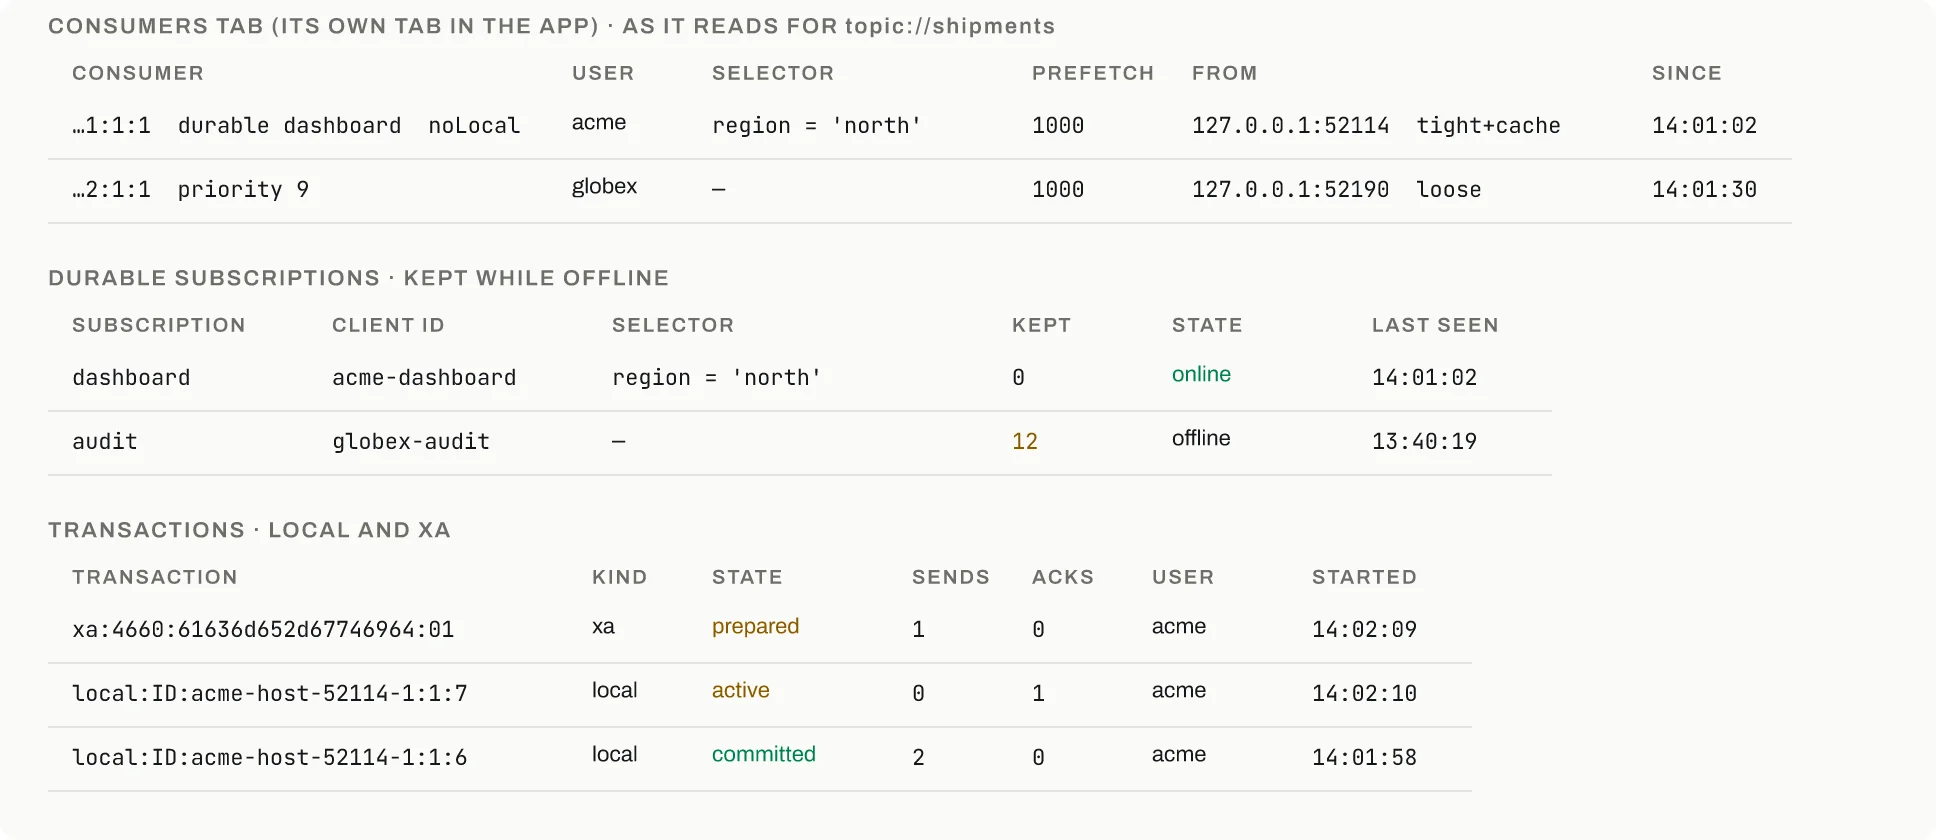 CONSUMERS TAB (ITS OWN TAB IN THE APP) · AS IT READS FOR topic://shipments
CONSUMER USER SELECTOR PREFETCH FROM SINCE
…1:1:1 durable dashboard noLocal acme region = 'north' 1000 127.0.0.1:52114 tight+cache 14:01:02
…2:1:1 priority 9 globex — 1000 127.0.0.1:52190 loose 14:01:30
DURABLE SUBSCRIPTIONS · KEPT WHILE OFFLINE
SUBSCRIPTION CLIENT ID SELECTOR KEPT STATE LAST SEEN
dashboard acme-dashboard region = 'north' 0 online 14:01:02
audit globex-audit — 12 offline 13:40:19
TRANSACTIONS · LOCAL AND XA
TRANSACTION KIND STATE SENDS ACKS USER STARTED
xa:4660:61636d652d67746964:01 xa prepared 1 0 acme 14:02:09
local:ID:acme-host-52114-1:1:7 local active 0 1 acme 14:02:10
local:ID:acme-host-52114-1:1:6 local committed 2 0 acme 14:01:58